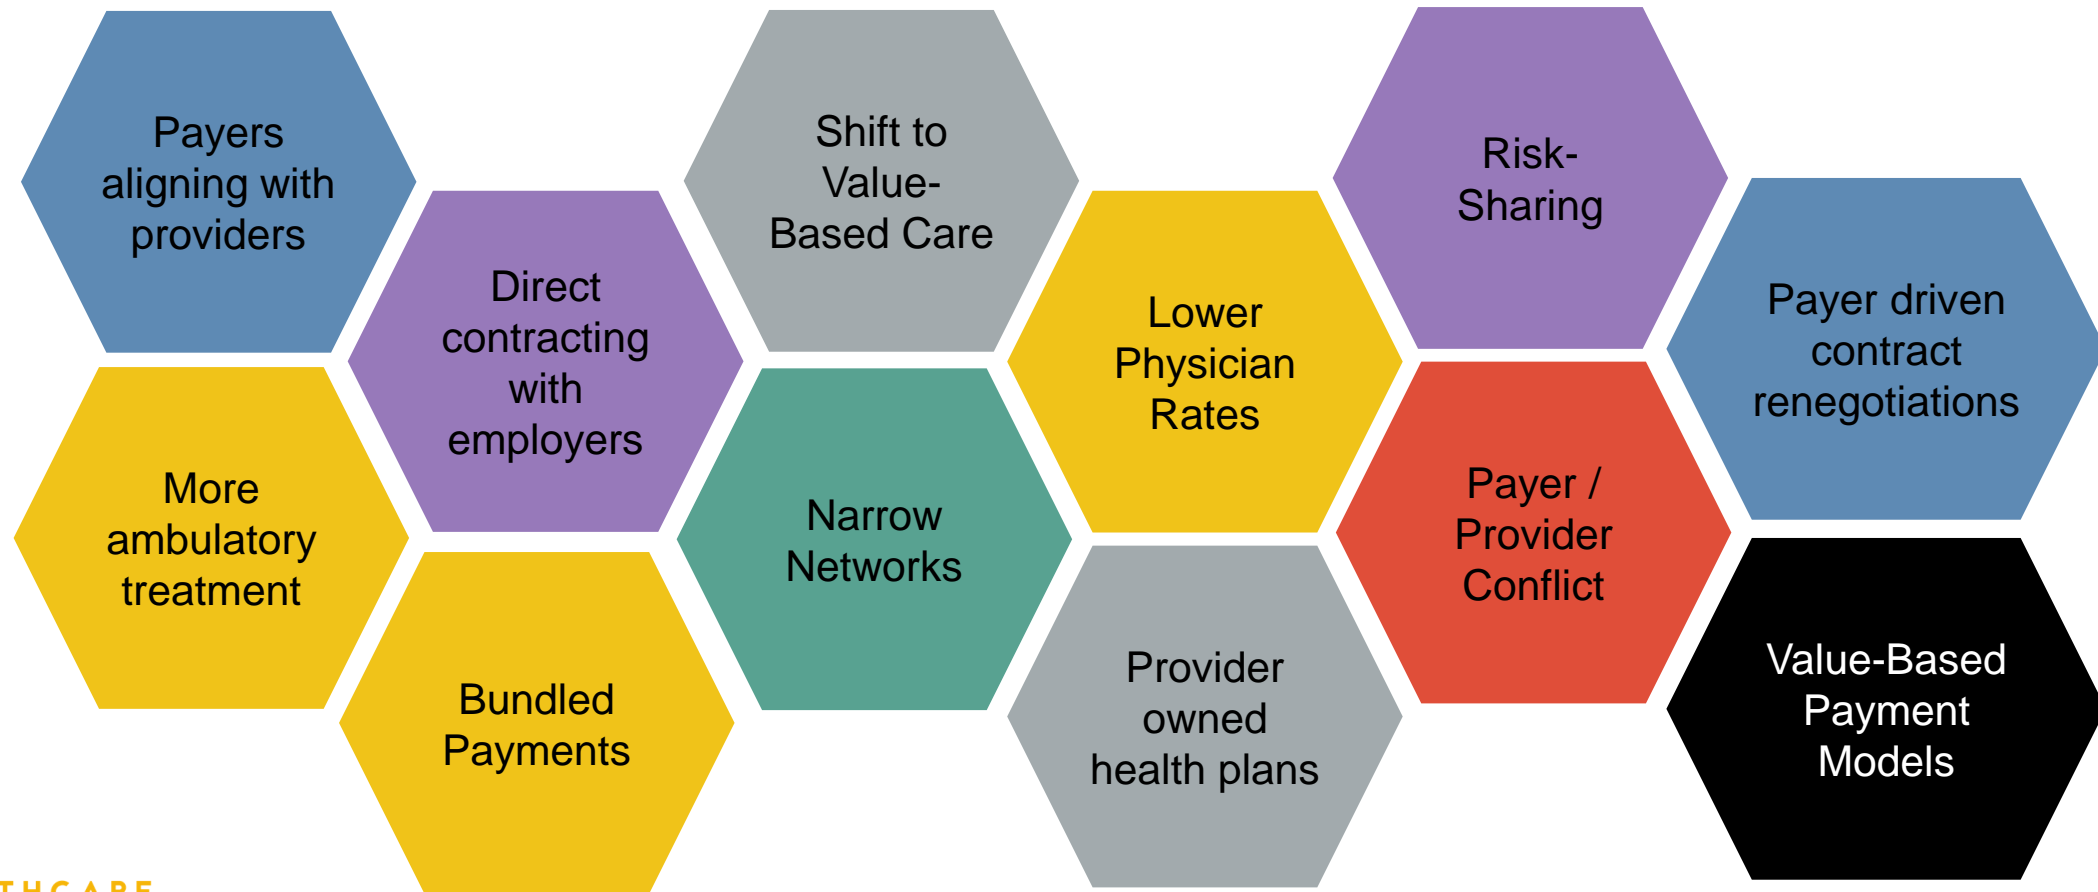 Payers
aligning with
providers
More
ambulatory
treatment
Direct
contracting
with
employers
Bundled
Payments
Shift to
Value-
Based Care
Narrow
Networks
Lower
Physician
Rates
Provider
owned
health plans
Risk-
Sharing
Payer /
Provider
Conflict
Payer driven
contract
renegotiations
Value-Based
Payment
Models